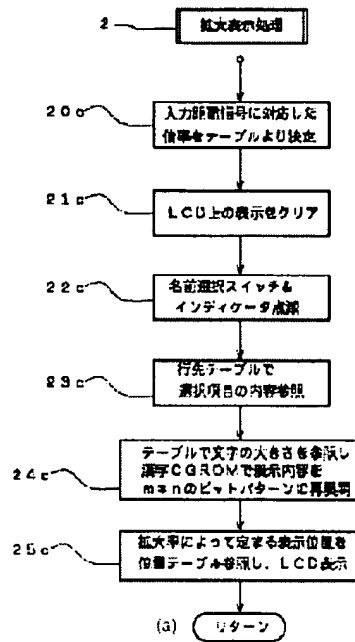 2
拡大表示処理
20c
入力距離信号に対応した
倍率をテーブルより決定
21c
LCD上の表示をクリア
22c
名前選択スイッチ&
インディケータ点滅
23c
行先テーブルで
選択項目の内容参照
24c
テーブルで文字の大きさを参照し
漢字CGROMで表示内容を
m×nのビットパターンに再展開
25c
拡大率によって定まる表示位置を
位置テーブル参照し、LCD表示
(a) リターン